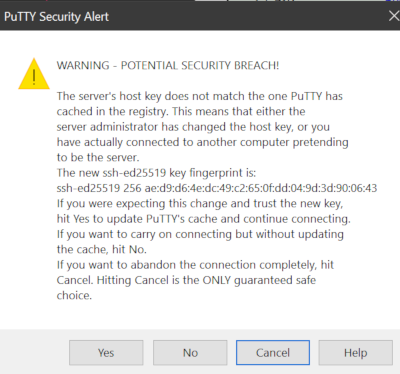 PuTTY Security Alert
WARNING - POTENTIAL SECURITY BREACH!
The server's host key does not match the one PuTTY has
cached in the registry. This means that either the
server administrator has changed the host key, or you
have actually connected to another computer pretending
to be the server.
The new ssh-ed25519 key fingerprint is:
ssh-ed25519 256 ae:d9:d6:4e:dc:49:c2:65:0f:dd:04:9d:3d:90:06:43
If you were expecting this change and trust the new key,
hit Yes to update PuTTY's cache and continue connecting.
If you want to carry on connecting but without updating
the cache, hit No.
If you want to abandon the connection completely, hit
Cancel. Hitting Cancel is the ONLY guaranteed safe
choice.
Yes No Cancel Help